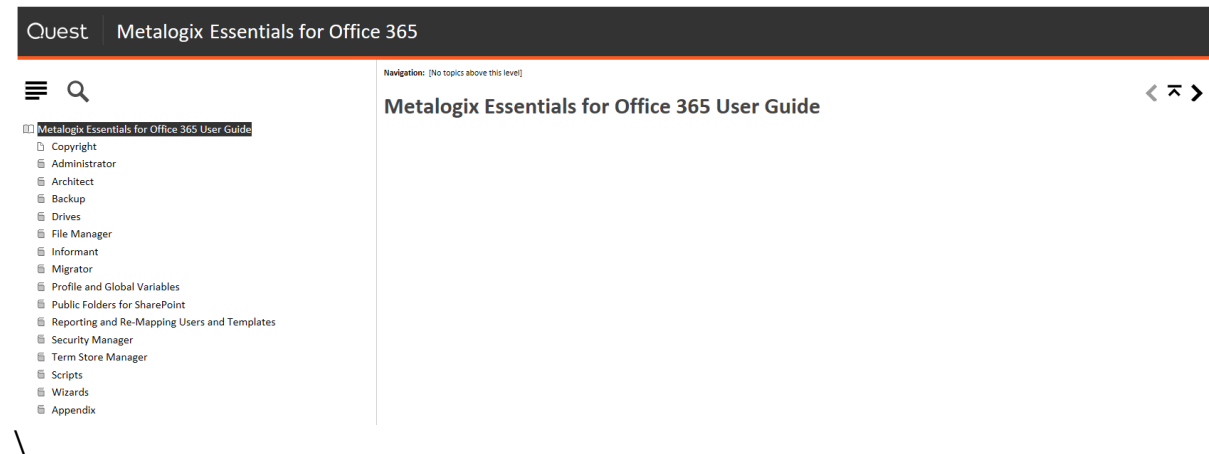 Quest Metalogix Essentials for Office 365
Navigation: [No topics above this level]
Metalogix Essentials for Office 365 User Guide
Metalogix Essentials for Office 365 User Guide
Copyright
Administrator
Architect
Backup
Drives
File Manager
Informant
Migrator
Profile and Global Variables
Public Folders for SharePoint
Reporting and Re-Mapping Users and Templates
Security Manager
Term Store Manager
Scripts
Wizards
Appendix
\